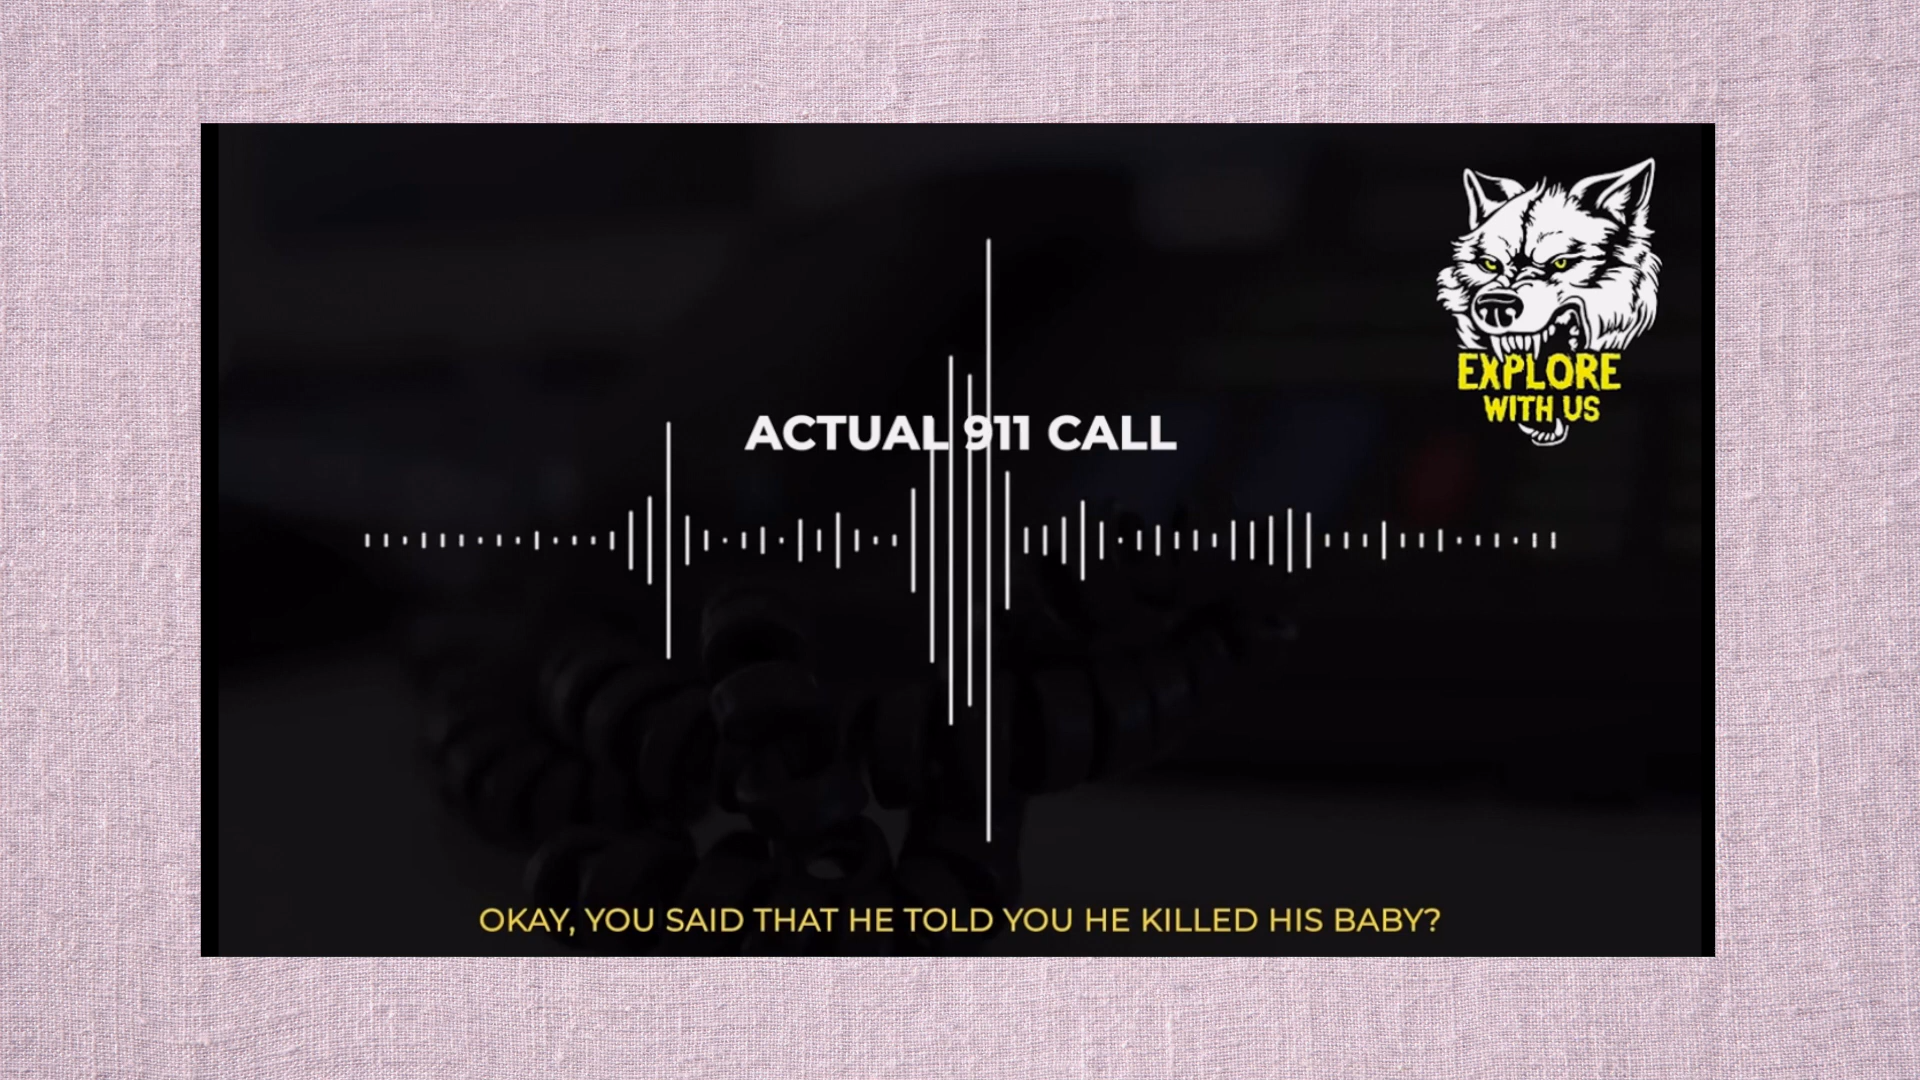 ACTUAL 911 CALL
EXPLORE
WITH US
OKAY, YOU SAID THAT HE TOLD YOU HE KILLED HIS BABY?